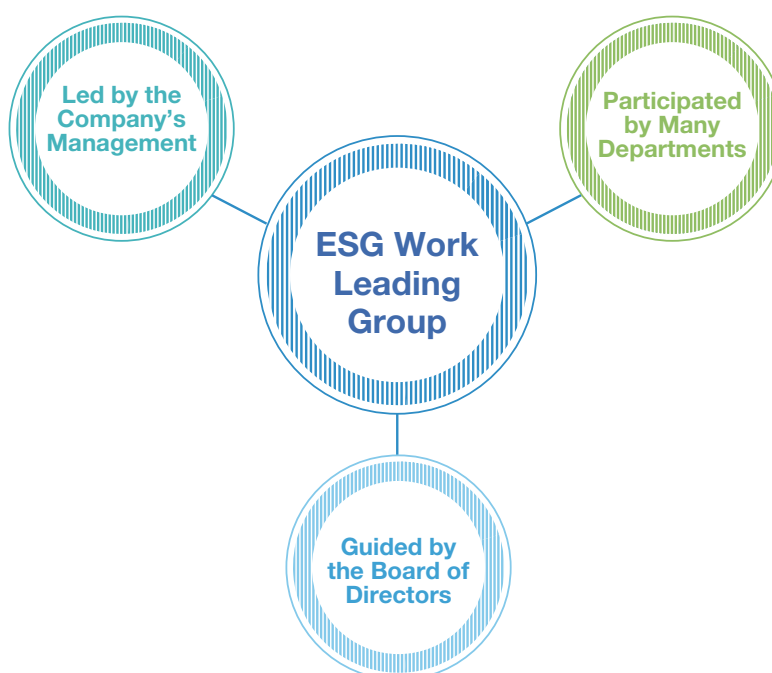 Led by the
Company's
Management
Participated
by Many
Departments
ESG Work
Leading
Group
Guided by
the Board of
Directors